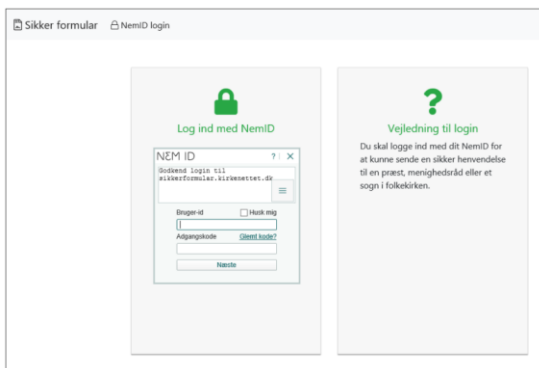 Sikker formular NemID login
Log ind med NemID
NEM ID ? X
Godkend login til
sikkerformular.kirkenettet.dk
Bruger-id Husk mig
Adgangskode Glemt kode?
Næste
?
Vejledning til login
Du skal logge ind med dit NemID for
at kunne sende en sikker henvendelse
til en præst, menighedsråd eller et
sogn i folkekirken.